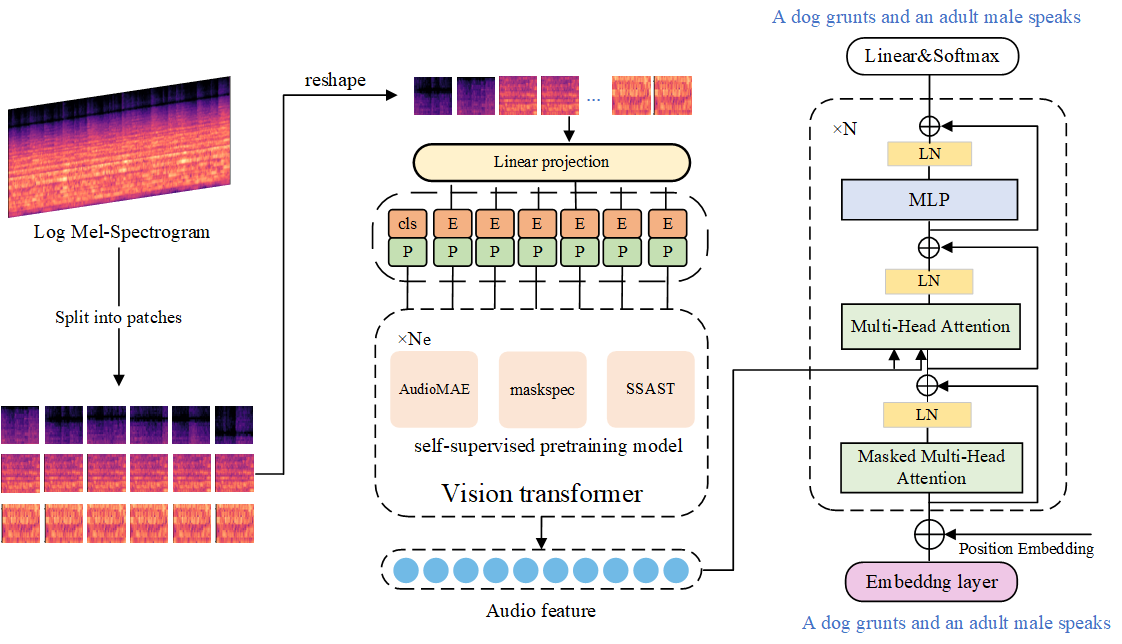 Log Mel-Spectrogram
Split into patches
reshape
...
Linear projection
cls E E E E E E
P P P P P P P
×Ne
AudioMAE
maskspec
SSAST
self-supervised pretraining model
Vision transformer
Audio feature
A dog grunts and an adult male speaks
Linear&Softmax
×N
LN
MLP
LN
Multi-Head Attention
LN
Masked Multi-Head
Attention
Position Embedding
Embeddng layer
A dog grunts and an adult male speaks